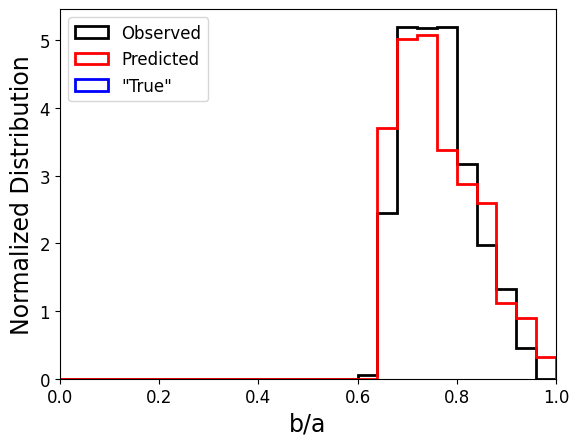 Observed
Predicted
"True"
Normalized Distribution
5
4
3
2
1
0
0.0 0.2 0.4 0.6 0.8 1.0
b/a